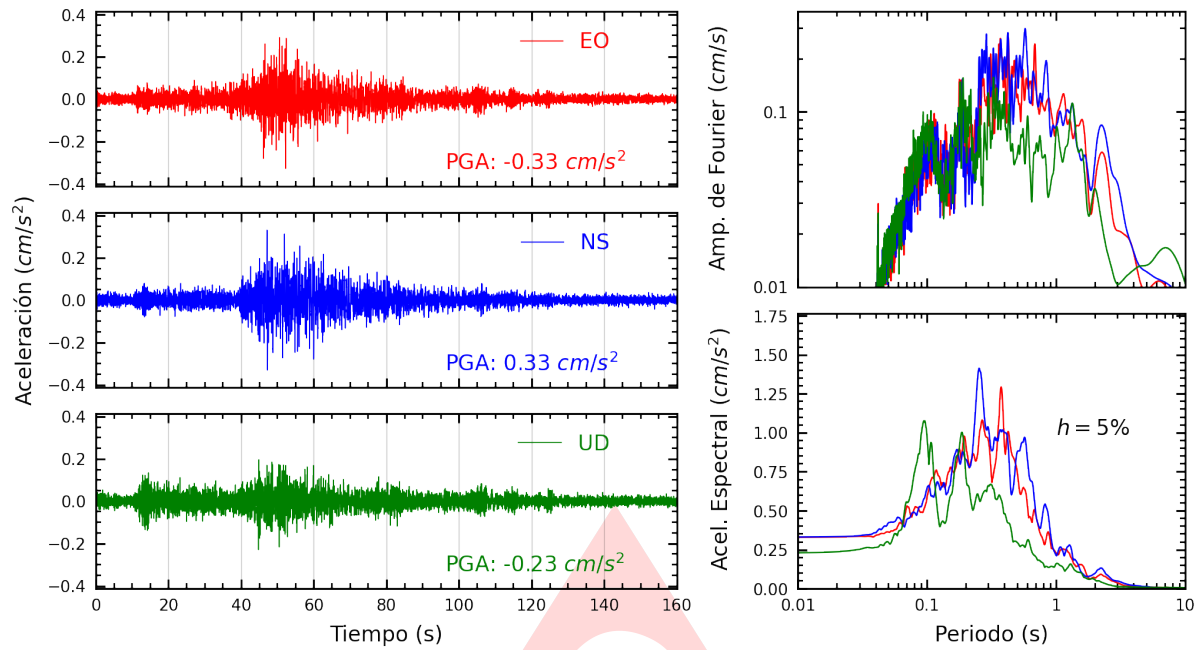 Aceleración (cm/s²)
0.4
0.2
0.0
−0.2
−0.4
EO
PGA: -0.33 cm/s²
0.4
0.2
0.0
−0.2
−0.4
NS
PGA: 0.33 cm/s²
0.4
0.2
0.0
−0.2
−0.4
UD
PGA: -0.23 cm/s²
0 20 40 60 80 100 120 140 160
Tiempo (s)
Amp. de Fourier (cm/s)
0.1
0.01
Acel. Espectral (cm/s²)
1.75
1.50
1.25
1.00
0.75
0.50
0.25
0.00
h = 5%
0.01 0.1 1 10
Periodo (s)